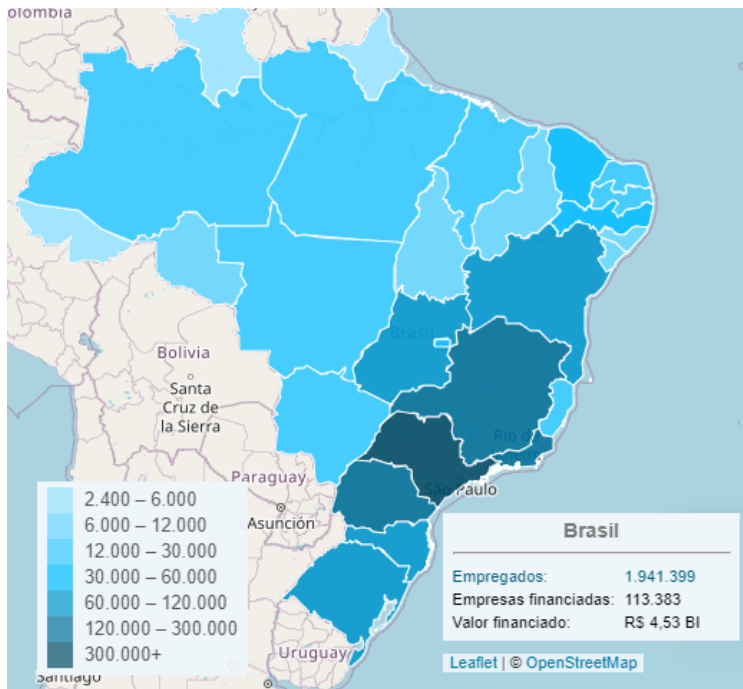 olombia
Brasil
Bolivia
Santa
Cruz de
la Sierra
Rio de
Paraguay
São Paulo
Asunción
2.400 – 6.000
6.000 – 12.000
12.000 – 30.000
30.000 – 60.000
60.000 – 120.000
120.000 – 300.000
300.000+
Brasil
Empregados: 1.941.399
Empresas financiadas: 113.383
Valor financiado: R$ 4,53 BI
Uruguay
Leaflet | © OpenStreetMap
Santiago